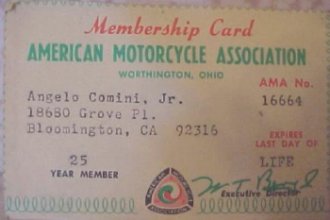 Membership Card
AMERICAN MOTORCYCLE ASSOCIATION
WORTHINGTON, OHIO
AMA No.
Angelo Comini, Jr. 16664
18680 Grove Pl.
Bloomington, CA 92316
EXPIRES
LAST DAY OF
25 LIFE
YEAR MEMBER
Executive Director